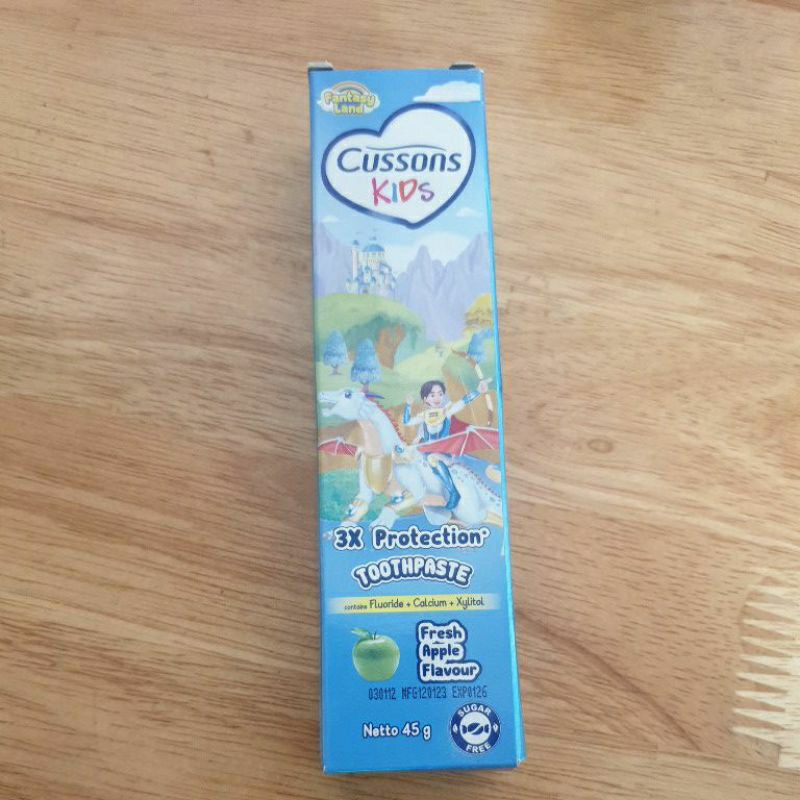 Fantasy
Land
Cussons
KIDS
3X Protection*
TOOTHPASTE
contains Fluoride + Calcium + Xylitol
Fresh
Apple
Flavour
030112 MFG120123 EXP0126
Netto 45 g
SUGAR
FREE